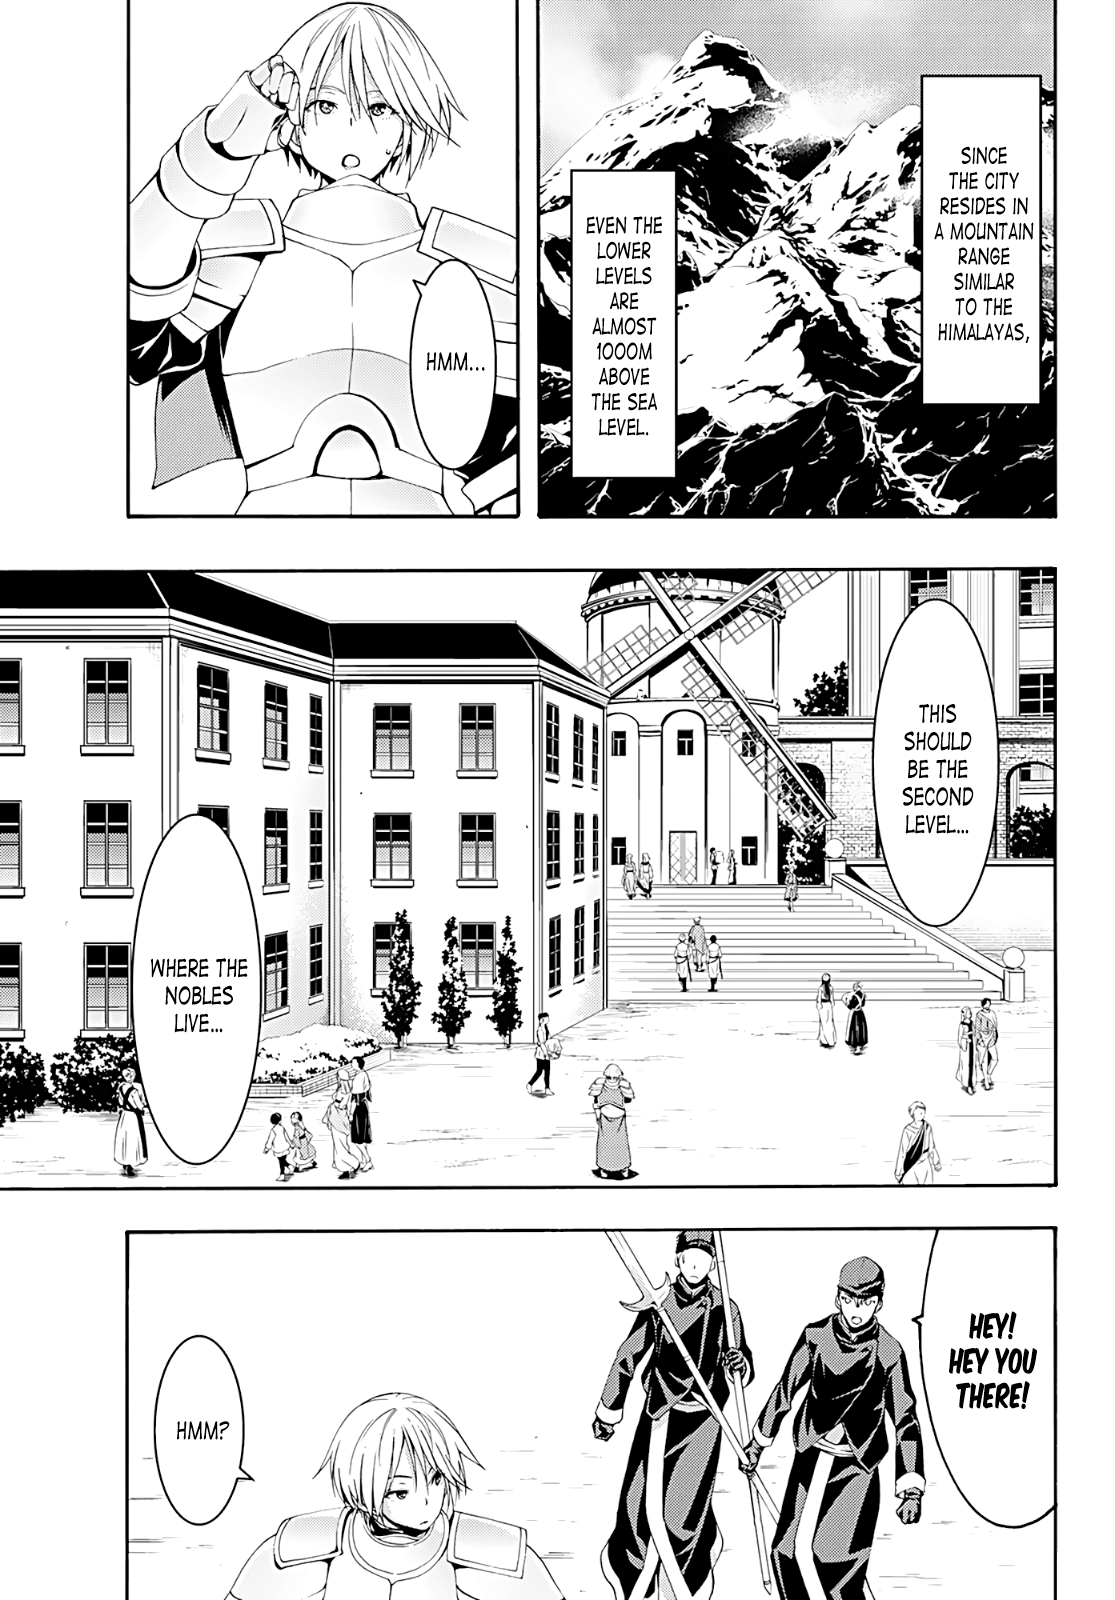 SINCE
THE CITY
RESIDES IN
A MOUNTAIN
RANGE
SIMILAR
TO THE
HIMALAYAS,
EVEN THE
LOWER
LEVELS
ARE
ALMOST
1000M
ABOVE
THE SEA
LEVEL.
HMM...
THIS
SHOULD
BE THE
SECOND
LEVEL...
WHERE THE
NOBLES
LIVE...
HEY!
HEY YOU
THERE!
HMM?